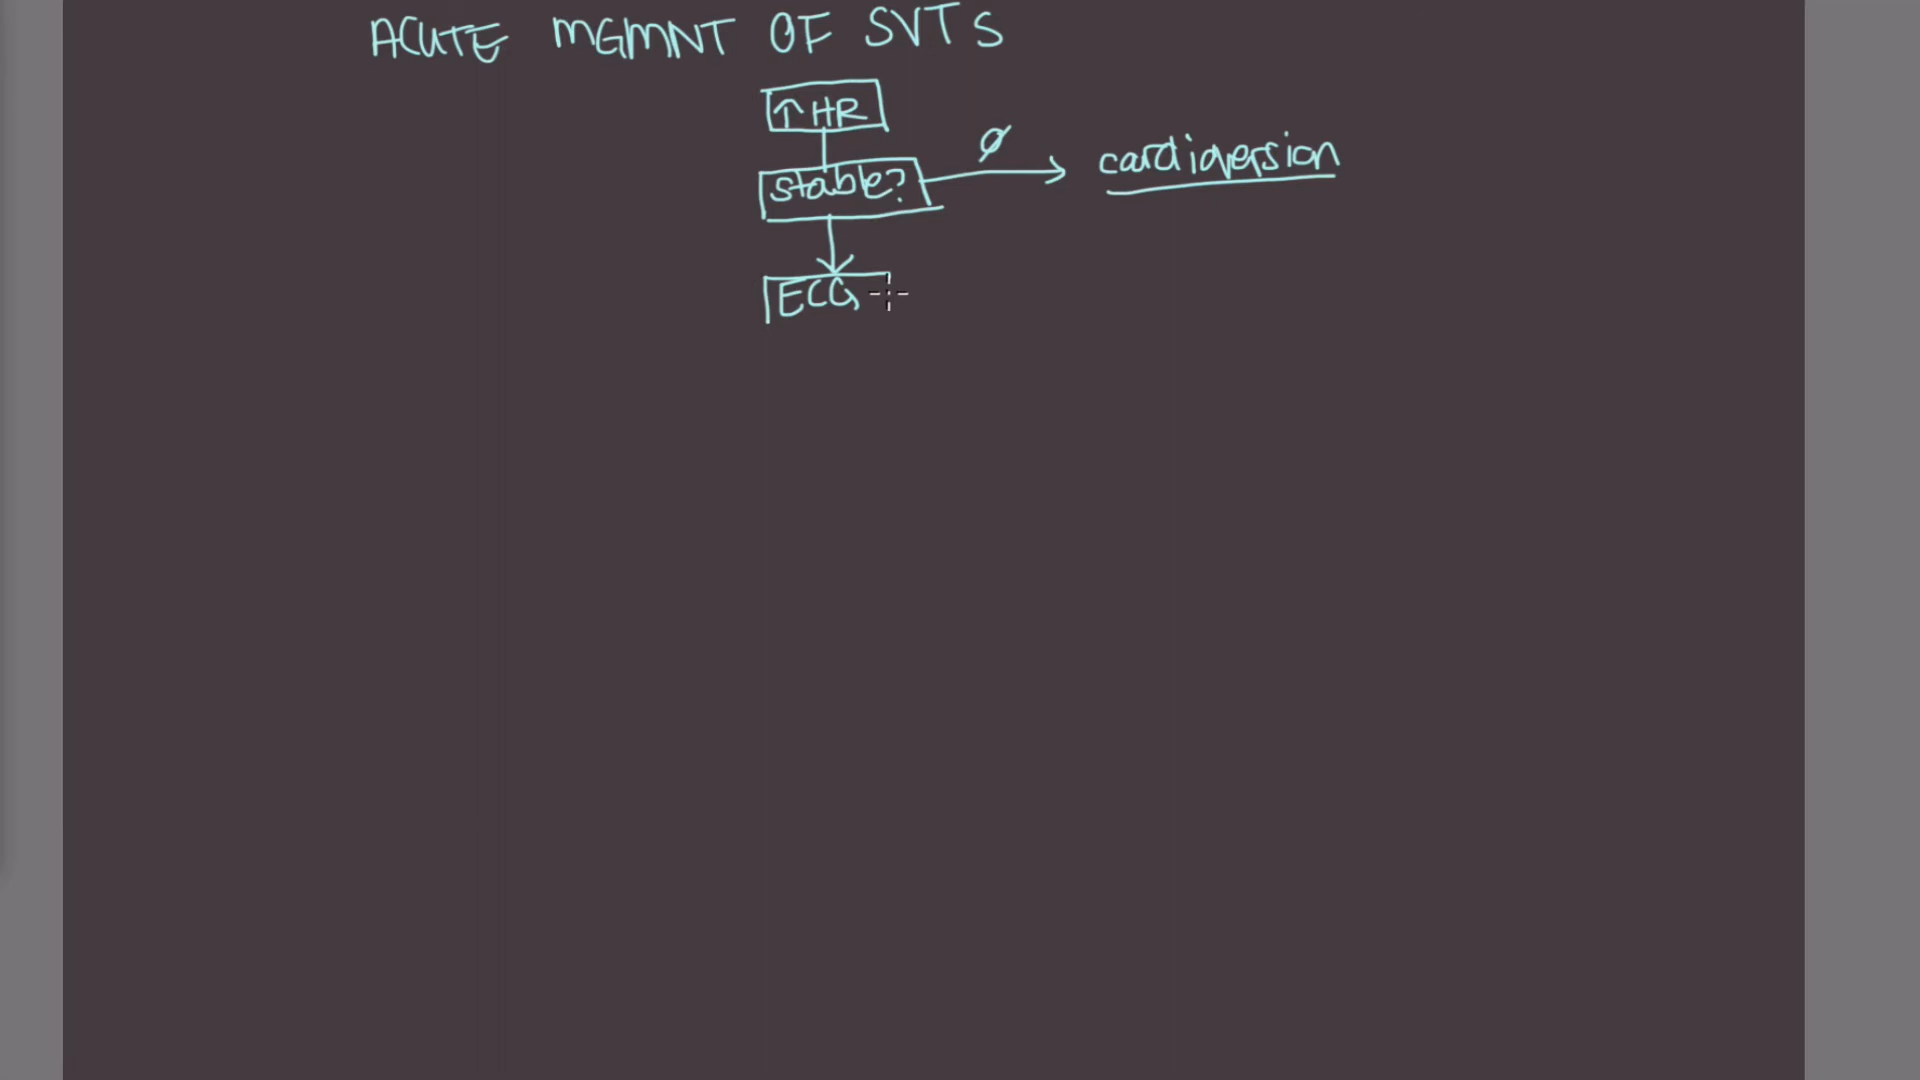 ACUTE MGMNT OF SVTS
↑HR
Ø
cardioversion
stable?
ECG